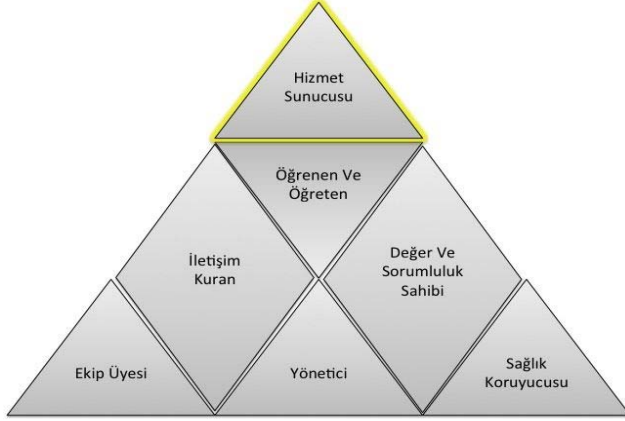 Hizmet
Sunucusu
Öğrenen Ve
Öğreten
İletişim
Kuran
Değer Ve
Sorumluluk
Sahibi
Ekip Üyesi
Yönetici
Sağlık
Koruyucusu